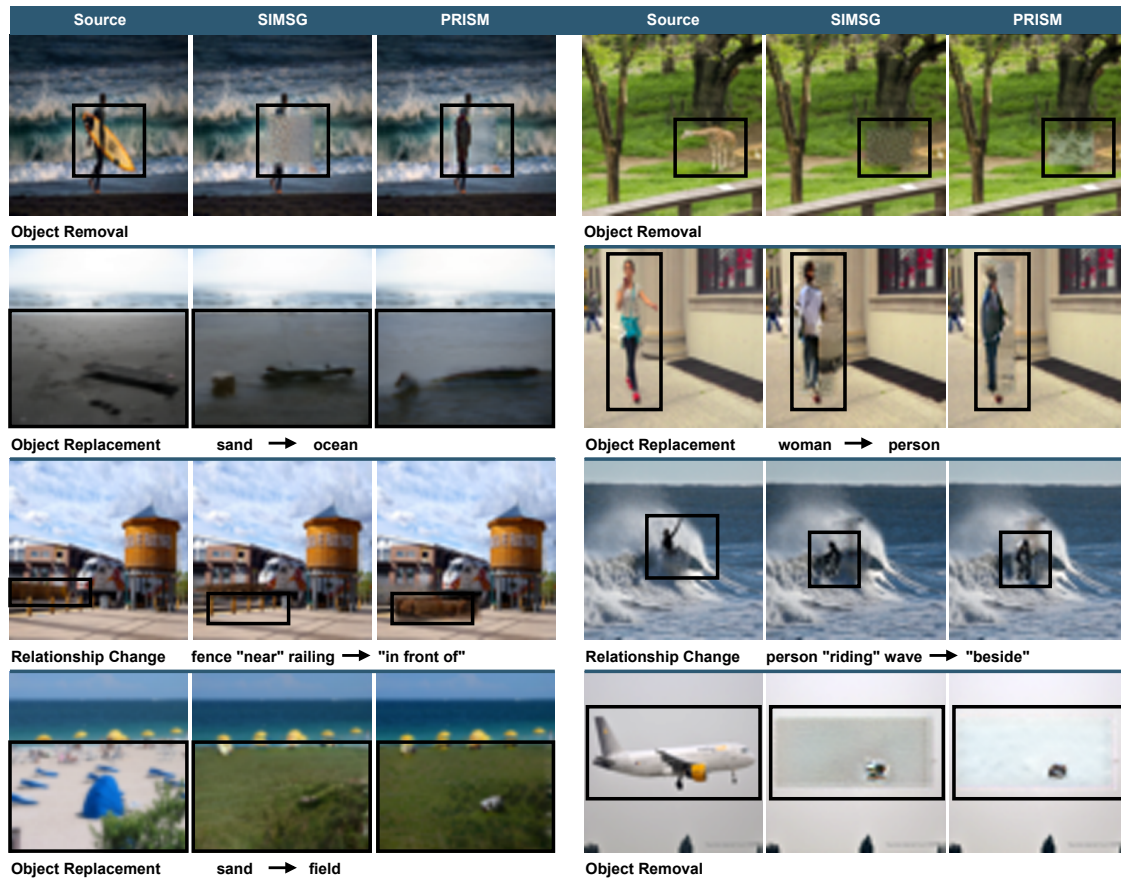 Source SIMSG PRISM Source SIMSG PRISM
Object Removal Object Removal
Object Replacement sand → ocean Object Replacement woman → person
Relationship Change fence "near" railing → "in front of" Relationship Change person "riding" wave → "beside"
Object Replacement sand → field Object Removal